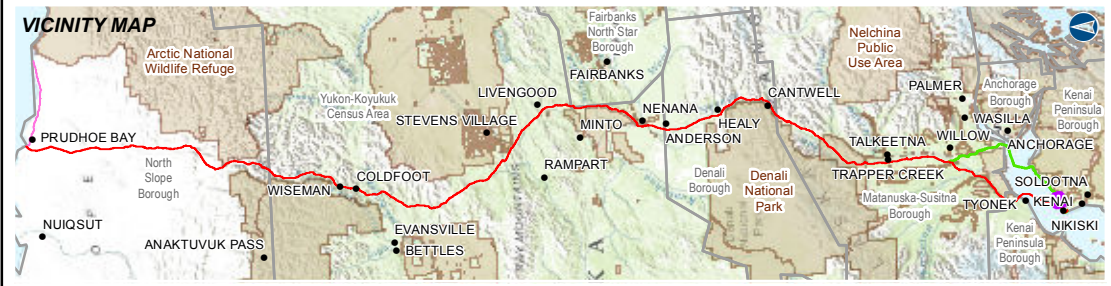 VICINITY MAP
Arctic National
Wildlife Refuge
PRUDHOE BAY
North
Slope
Borough
NUIQSUT
ANAKTUVUK PASS
WISEMAN
COLDFOOT
EVANSVILLE
BETTLES
Yukon-Koyukuk
Census Area
STEVENS VILLAGE
LIVENGOOD
RAMPART
MINTO
Fairbanks
North Star
Borough
FAIRBANKS
NENANA
ANDERSON
HEALY
CANTWELL
Denali
Borough
Denali
National
Park
Nelchina
Public
Use Area
TALKEETNA
TRAPPER CREEK
Matanuska-Susitna
Borough
PALMER
WASILLA
WILLOW
Anchorage
Borough
ANCHORAGE
Kenai
Peninsula
Borough
SOLDOTNA
TYONEK
KENAI
NIKISKI
Kenai
Peninsula
Borough